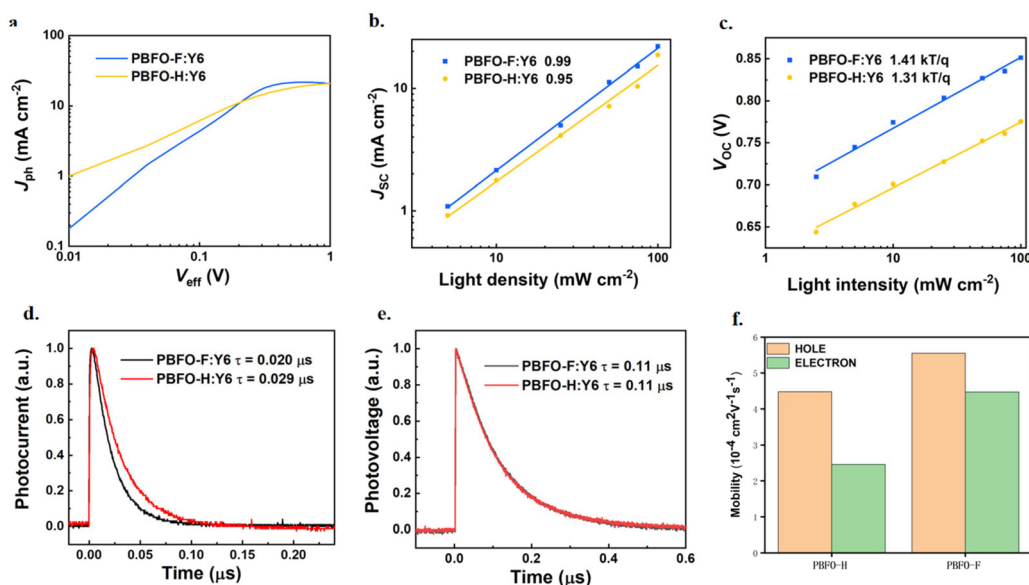 a.
100
10
1
0.1
J_ph (mA cm⁻²)
PBFO-F:Y6
PBFO-H:Y6
0.01
0.1
1
V_eff (V)
b.
10
1
J_SC (mA cm⁻²)
PBFO-F:Y6 0.99
PBFO-H:Y6 0.95
10
100
Light density (mW cm⁻²)
c.
0.85
0.80
0.75
0.70
0.65
V_OC (V)
PBFO-F:Y6 1.41 kT/q
PBFO-H:Y6 1.31 kT/q
1
10
100
Light intensity (mW cm⁻²)
d.
1.0
0.8
0.6
0.4
0.2
0.0
Photocurrent (a.u.)
PBFO-F:Y6 τ = 0.020 μs
PBFO-H:Y6 τ = 0.029 μs
0.00
0.05
0.10
0.15
0.20
Time (μs)
e.
1.0
0.8
0.6
0.4
0.2
0.0
Photovoltage (a.u.)
PBFO-F:Y6 τ = 0.11 μs
PBFO-H:Y6 τ = 0.11 μs
0.0
0.2
0.4
0.6
Time (μs)
f.
6
5
4
3
2
1
0
Mobility (10⁻⁴ cm²V⁻¹s⁻¹)
HOLE
ELECTRON
PBFO-H
PBFO-F